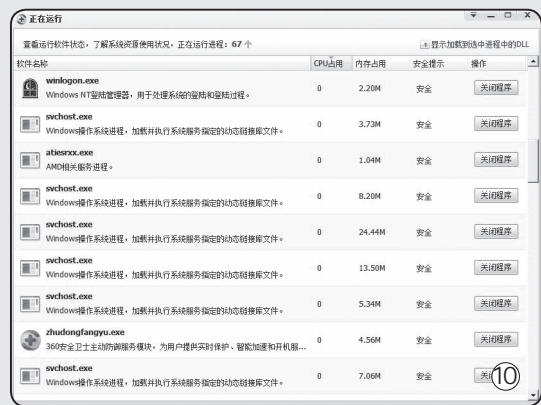 正在运行
查看运行软件状态，了解系统资源使用状况，正在运行进程：67 个 显示加载到选中进程中的DLL
软件名称 CPU占用 内存占用 安全提示 操作
winlogon.exe
Windows NT登陆管理器，用于处理系统的登陆和登陆过程。 0 2.20M 安全 关闭程序
svchost.exe
Windows操作系统进程，加载并执行系统服务指定的动态链接库文件。 0 3.73M 安全 关闭程序
atiesrxx.exe
AMD相关服务进程。 0 1.04M 安全 关闭程序
svchost.exe
Windows操作系统进程，加载并执行系统服务指定的动态链接库文件。 0 8.20M 安全 关闭程序
svchost.exe
Windows操作系统进程，加载并执行系统服务指定的动态链接库文件。 0 24.44M 安全 关闭程序
svchost.exe
Windows操作系统进程，加载并执行系统服务指定的动态链接库文件。 0 13.50M 安全 关闭程序
svchost.exe
Windows操作系统进程，加载并执行系统服务指定的动态链接库文件。 0 5.34M 安全 关闭程序
zhudongfangyu.exe
360安全卫士主动防御服务模块，为用户提供实时保护、智能加速和开机服... 0 4.56M 安全 关闭程序
svchost.exe
Windows操作系统进程，加载并执行系统服务指定的动态链接库文件。 0 7.06M 安全 关 ⑩